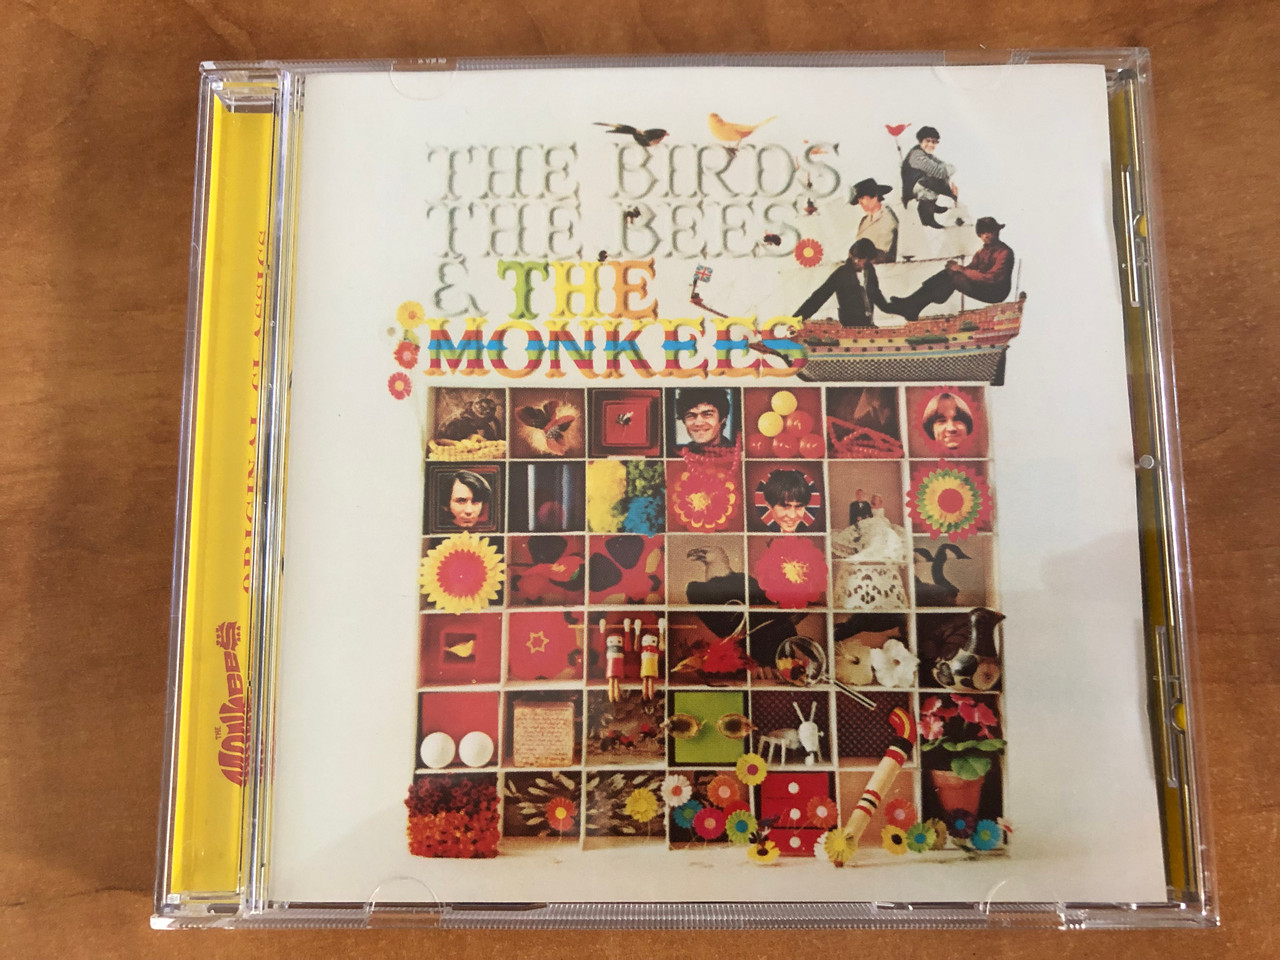 THE BIRDS
THE BEES
& THE
MONKEES
THE
MONKEES
ORIGINAL CLASSICS